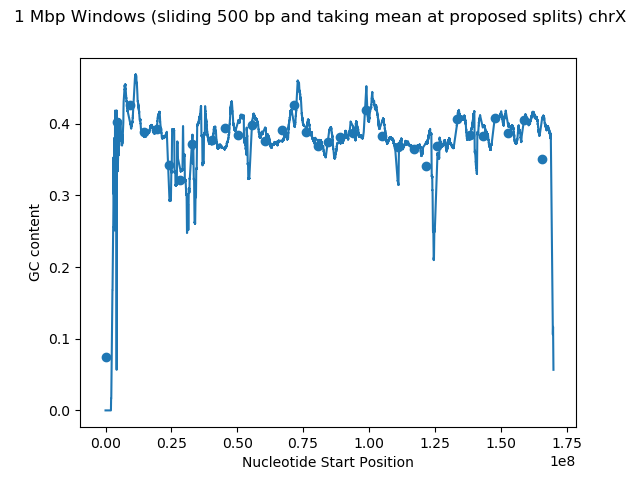 1 Mbp Windows (sliding 500 bp and taking mean at proposed splits) chrX
0.4
0.3
0.2
0.1
0.0
GC content
0.00 0.25 0.50 0.75 1.00 1.25 1.50 1.75
1e8
Nucleotide Start Position